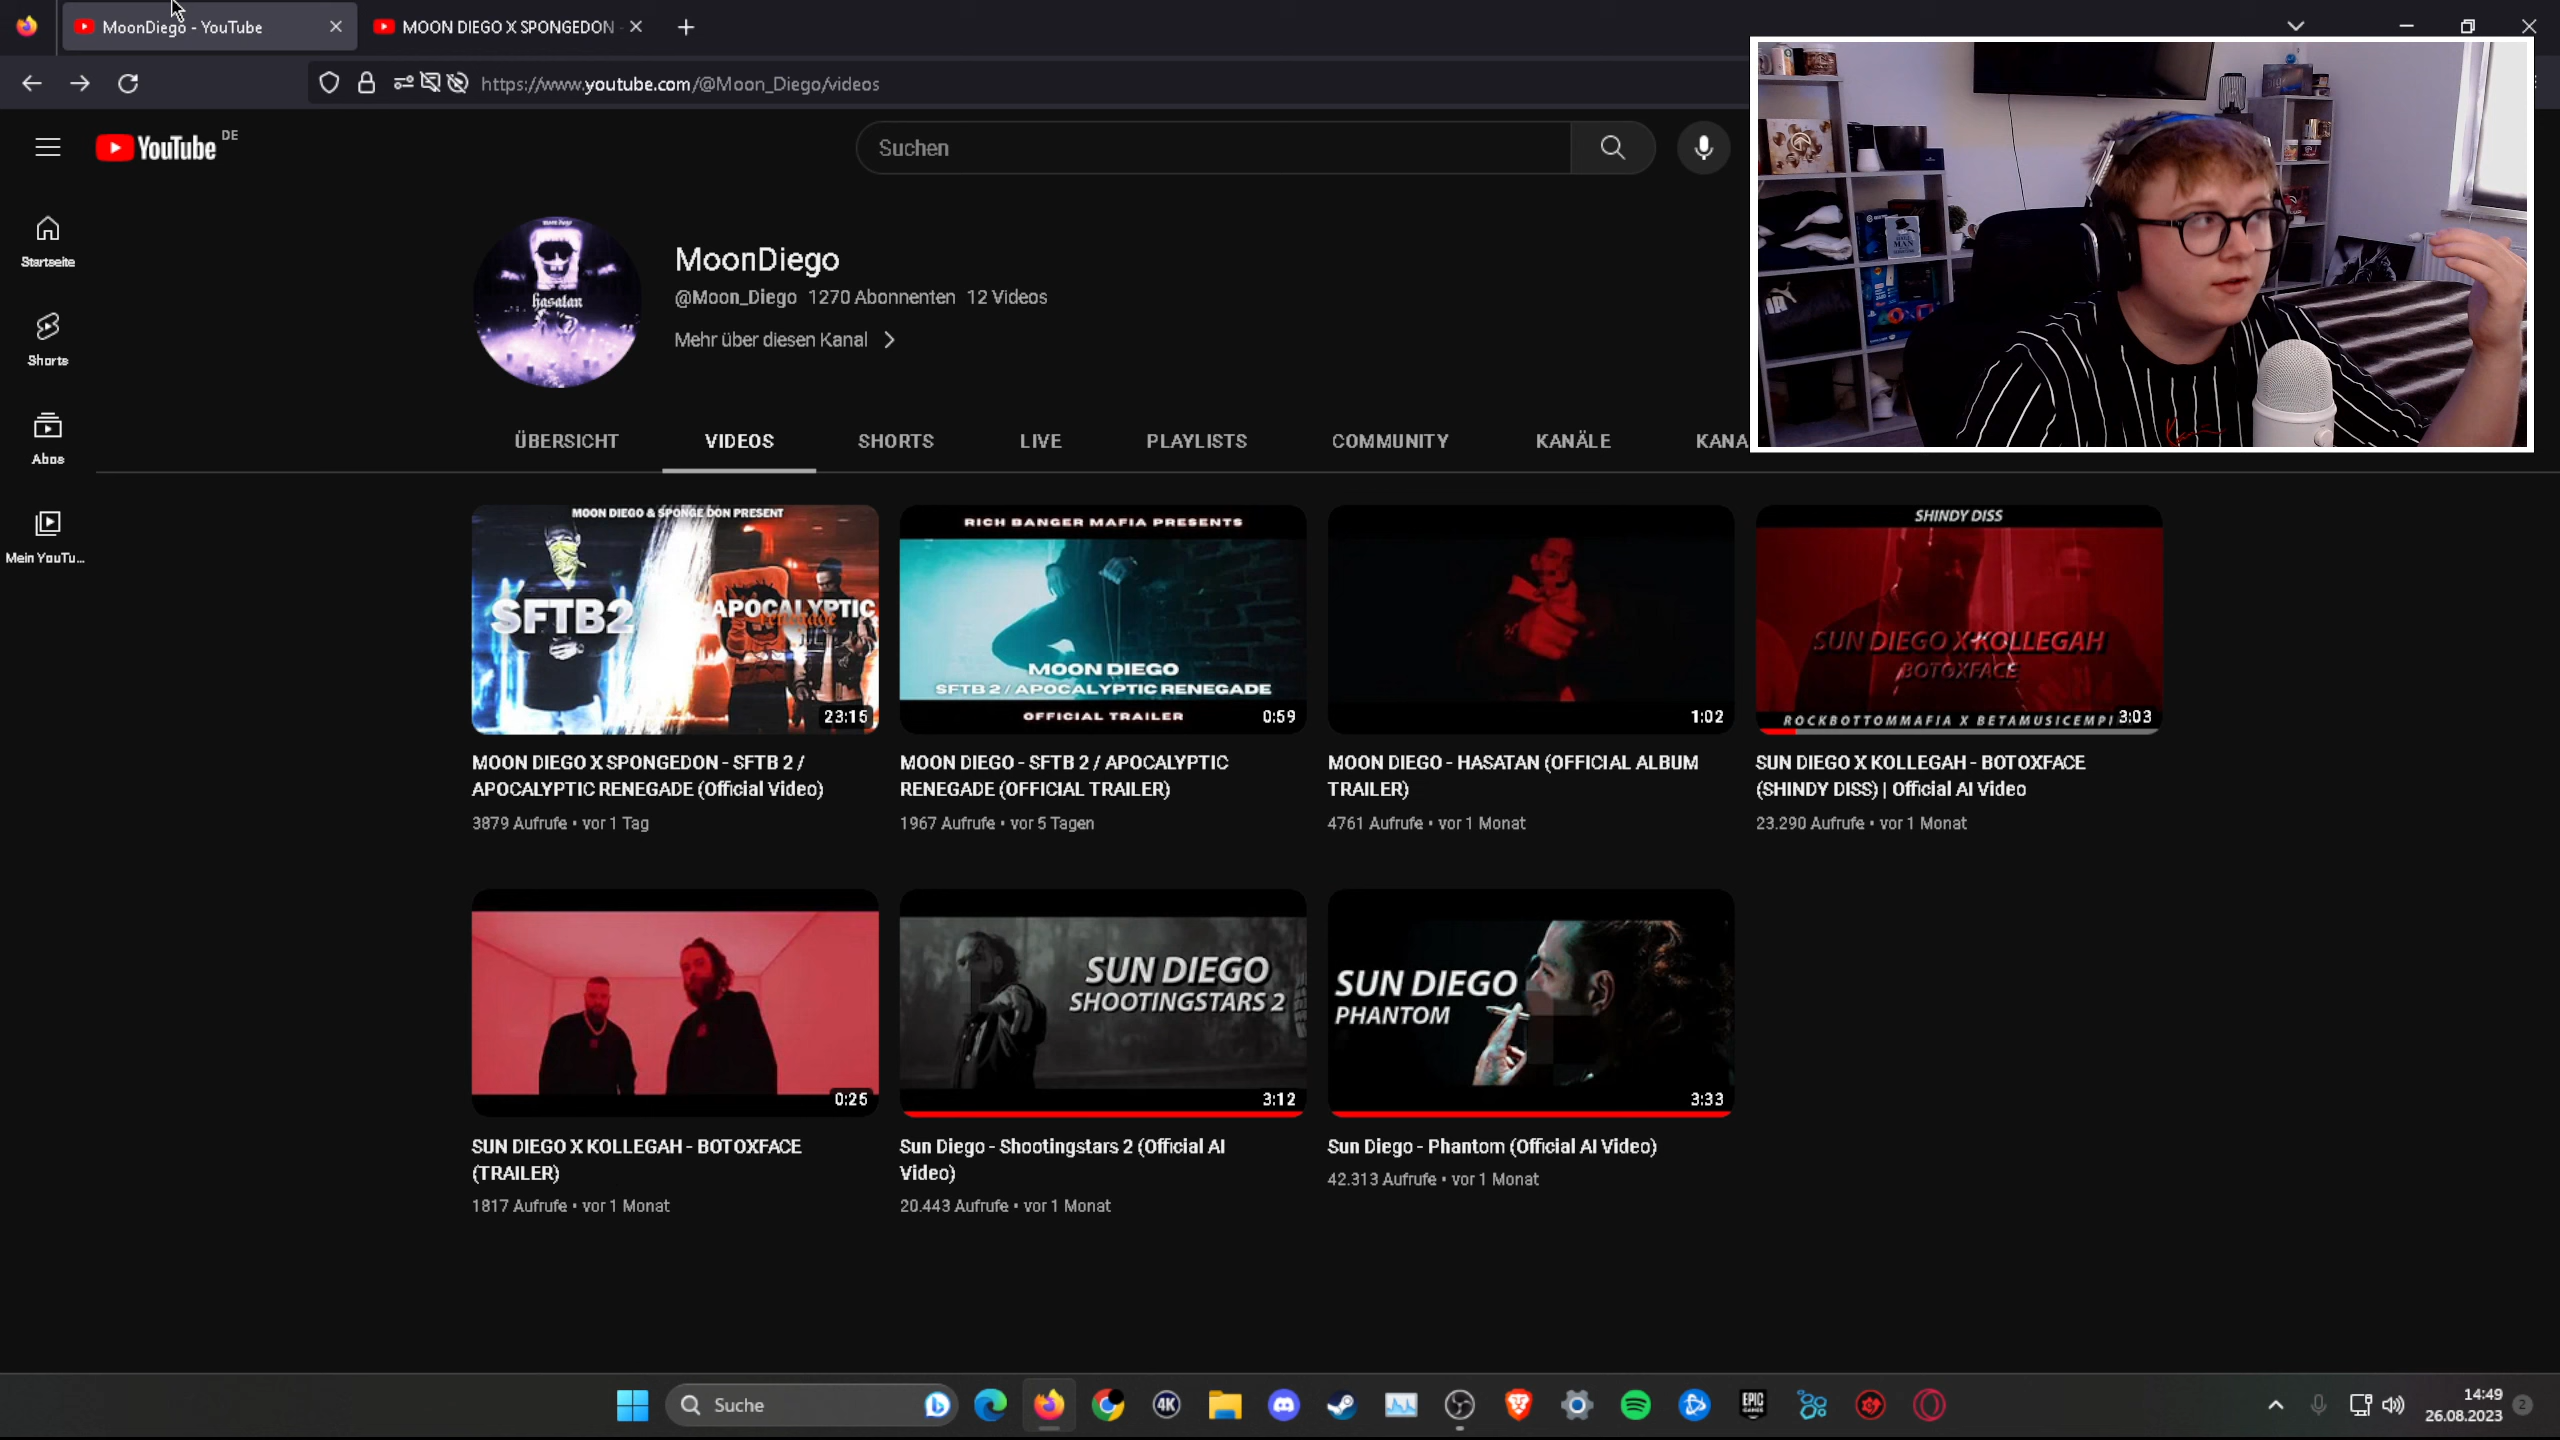 MoonDiego - YouTube
MOON DIEGO X SPONGEDON -
https://www.youtube.com/@Moon_Diego/videos
YouTube DE
Suchen
Startseite
Shorts
Abos
Mein YouTu...
hasatan
MoonDiego
@Moon_Diego 1270 Abonnenten 12 Videos
Mehr über diesen Kanal
ÜBERSICHT VIDEOS SHORTS LIVE PLAYLISTS COMMUNITY KANÄLE KANA
MOON DIEGO & SPONGE DON PRESENT
SFTB2
APOCALYPTIC
renegade
23:15
MOON DIEGO X SPONGEDON - SFTB 2 /
APOCALYPTIC RENEGADE (Official Video)
3879 Aufrufe • vor 1 Tag
RICH BANGER MAFIA PRESENTS
MOON DIEGO
SFTB 2 / APOCALYPTIC RENEGADE
OFFICIAL TRAILER
0:59
MOON DIEGO - SFTB 2 / APOCALYPTIC
RENEGADE (OFFICIAL TRAILER)
1967 Aufrufe • vor 5 Tagen
1:02
MOON DIEGO - HASATAN (OFFICIAL ALBUM
TRAILER)
4761 Aufrufe • vor 1 Monat
SHINDY DISS
SUN DIEGO X KOLLEGAH
BOTOXFACE
ROCKBOTTOMMAFIA X BETAMUSICEMPI
3:03
SUN DIEGO X KOLLEGAH - BOTOXFACE
(SHINDY DISS) | Official AI Video
23.290 Aufrufe • vor 1 Monat
0:25
SUN DIEGO X KOLLEGAH - BOTOXFACE
(TRAILER)
1817 Aufrufe • vor 1 Monat
SUN DIEGO
SHOOTINGSTARS 2
3:12
Sun Diego - Shootingstars 2 (Official AI
Video)
20.443 Aufrufe • vor 1 Monat
SUN DIEGO
PHANTOM
3:33
Sun Diego - Phantom (Official AI Video)
42.313 Aufrufe • vor 1 Monat
Suche
4K
EPIC
GAMES
14:49
26.08.2023
2